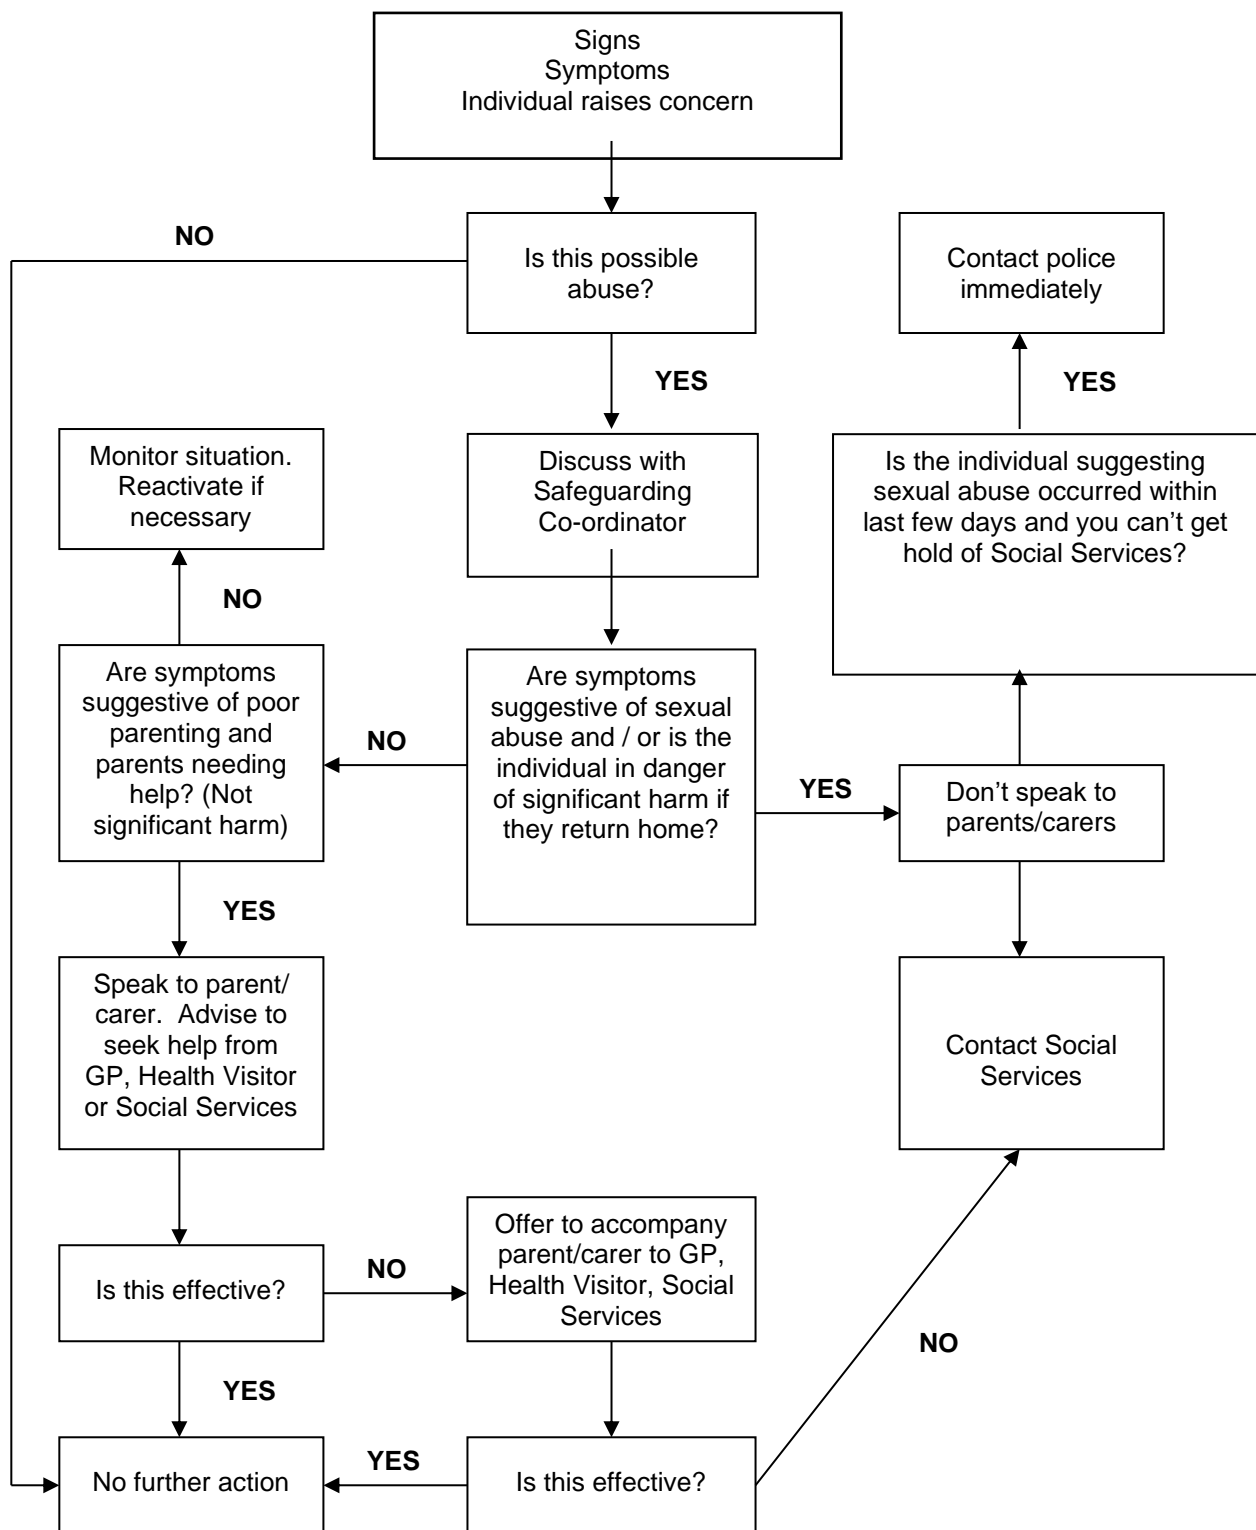 Signs
Symptoms
Individual raises concern
NO
Is this possible
abuse?
Contact police
immediately
YES
YES
Monitor situation.
Reactivate if
necessary
Discuss with
Safeguarding
Co-ordinator
Is the individual suggesting
sexual abuse occurred within
last few days and you can’t get
hold of Social Services?
NO
Are symptoms
suggestive of poor
parenting and
parents needing
help? (Not
significant harm)
NO
Are symptoms
suggestive of sexual
abuse and / or is the
individual in danger
of significant harm if
they return home?
YES
Don’t speak to
parents/carers
YES
Speak to parent/
carer.  Advise to
seek help from
GP, Health Visitor
or Social Services
Contact Social
Services
Is this effective?
NO
Offer to accompany
parent/carer to GP,
Health Visitor, Social
Services
NO
YES
No further action
YES
Is this effective?